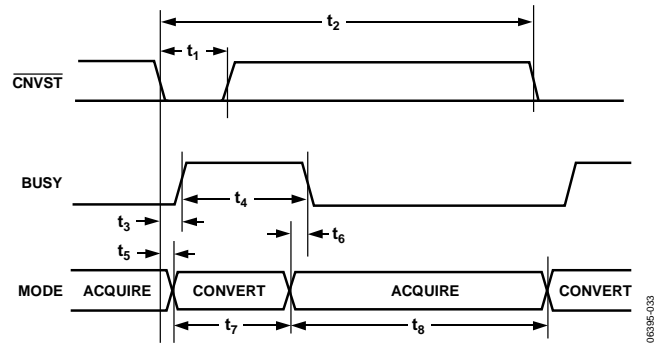 t2
t1
CNVST
BUSY
t4
t3
t6
t5
MODE ACQUIRE CONVERT ACQUIRE CONVERT
t7 t8
06395-033